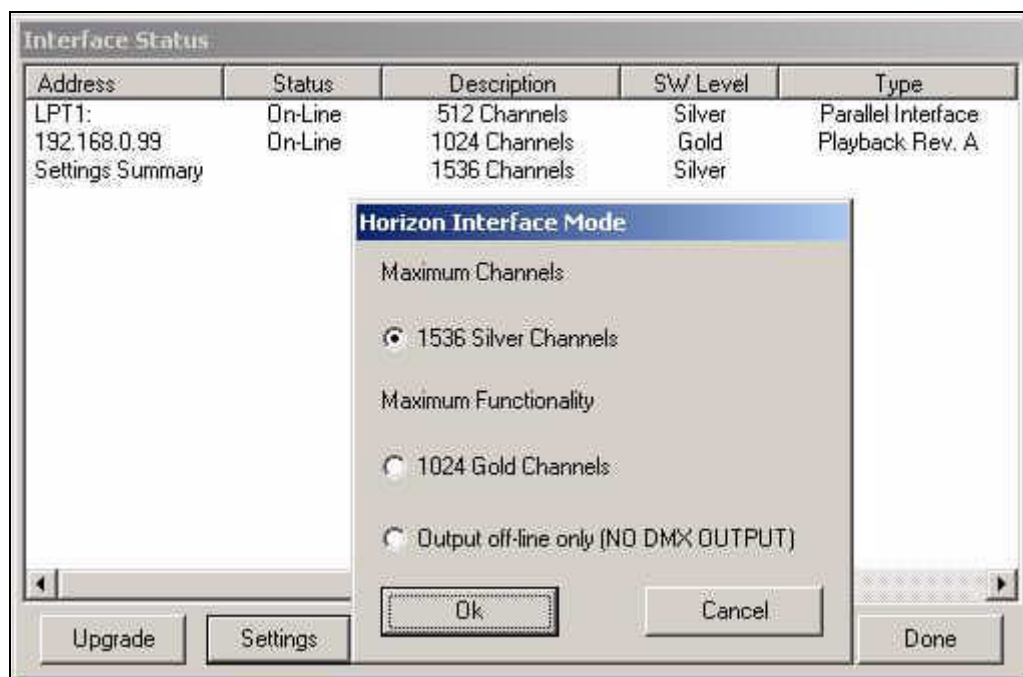 Interface Status
Address Status Description SW Level Type
LPT1: On-Line 512 Channels Silver Parallel Interface
192.168.0.99 On-Line 1024 Channels Gold Playback Rev. A
Settings Summary 1536 Channels Silver
Horizon Interface Mode
Maximum Channels
1536 Silver Channels
Maximum Functionality
1024 Gold Channels
Output off-line only (NO DMX OUTPUT)
Ok Cancel
Upgrade Settings Done